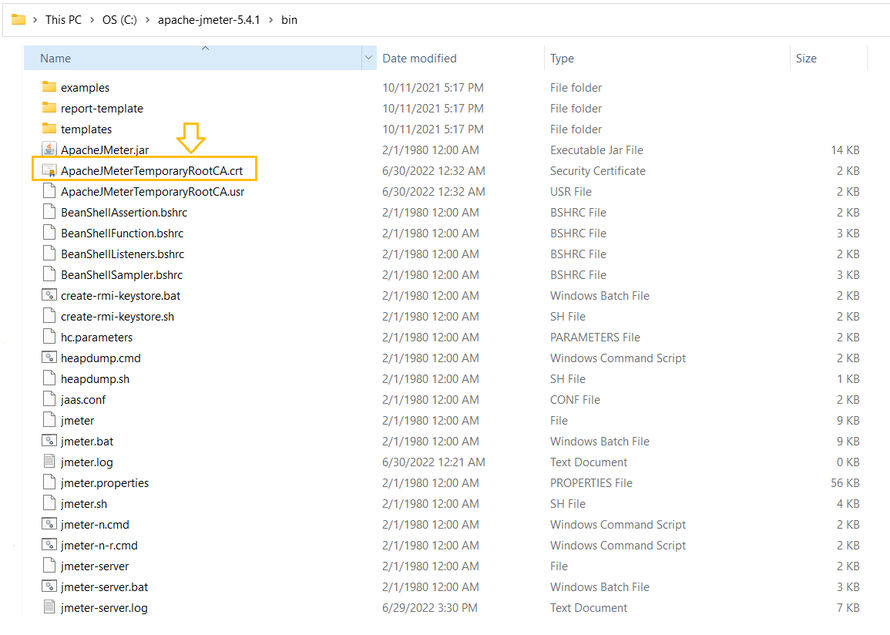 This PC > OS (C:) > apache-jmeter-5.4.1 > bin
Name Date modified Type Size
examples 10/11/2021 5:17 PM File folder
report-template 10/11/2021 5:17 PM File folder
templates 10/11/2021 5:17 PM File folder
ApacheJMeter.jar 2/1/1980 12:00 AM Executable Jar File 14 KB
ApacheJMeterTemporaryRootCA.crt 6/30/2022 12:32 AM Security Certificate 2 KB
ApacheJMeterTemporaryRootCA.usr 6/30/2022 12:32 AM USR File 2 KB
BeanShellAssertion.bshrc 2/1/1980 12:00 AM BSHRC File 2 KB
BeanShellFunction.bshrc 2/1/1980 12:00 AM BSHRC File 3 KB
BeanShellListeners.bshrc 2/1/1980 12:00 AM BSHRC File 2 KB
BeanShellSampler.bshrc 2/1/1980 12:00 AM BSHRC File 3 KB
create-rmi-keystore.bat 2/1/1980 12:00 AM Windows Batch File 2 KB
create-rmi-keystore.sh 2/1/1980 12:00 AM SH File 2 KB
hc.parameters 2/1/1980 12:00 AM PARAMETERS File 2 KB
heapdump.cmd 2/1/1980 12:00 AM Windows Command Script 2 KB
heapdump.sh 2/1/1980 12:00 AM SH File 1 KB
jaas.conf 2/1/1980 12:00 AM CONF File 2 KB
jmeter 2/1/1980 12:00 AM File 9 KB
jmeter.bat 2/1/1980 12:00 AM Windows Batch File 9 KB
jmeter.log 6/30/2022 12:21 AM Text Document 0 KB
jmeter.properties 2/1/1980 12:00 AM PROPERTIES File 56 KB
jmeter.sh 2/1/1980 12:00 AM SH File 4 KB
jmeter-n.cmd 2/1/1980 12:00 AM Windows Command Script 2 KB
jmeter-n-r.cmd 2/1/1980 12:00 AM Windows Command Script 2 KB
jmeter-server 2/1/1980 12:00 AM File 2 KB
jmeter-server.bat 2/1/1980 12:00 AM Windows Batch File 3 KB
jmeter-server.log 6/29/2022 3:30 PM Text Document 7 KB